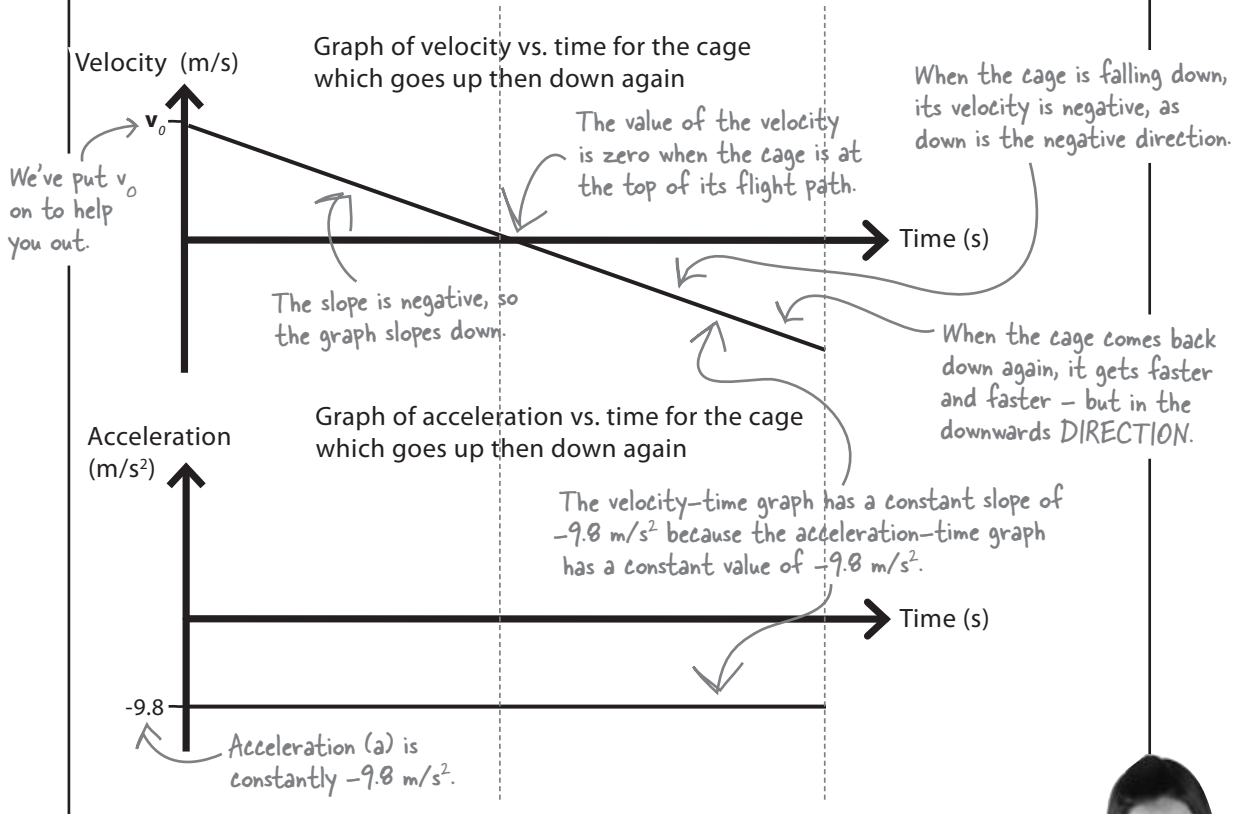 Graph of velocity vs. time for the cage
which goes up then down again
Velocity (m/s)
v₀
We've put v₀
on to help
you out.
The value of the velocity
is zero when the cage is at
the top of its flight path.
When the cage is falling down,
its velocity is negative, as
down is the negative direction.
Time (s)
The slope is negative, so
the graph slopes down.
When the cage comes back
down again, it gets faster
and faster – but in the
downwards DIRECTION.
Graph of acceleration vs. time for the cage
which goes up then down again
Acceleration
(m/s²)
The velocity–time graph has a constant slope of
-9.8 m/s² because the acceleration–time graph
has a constant value of -9.8 m/s².
Time (s)
-9.8
Acceleration (a) is
constantly -9.8 m/s².